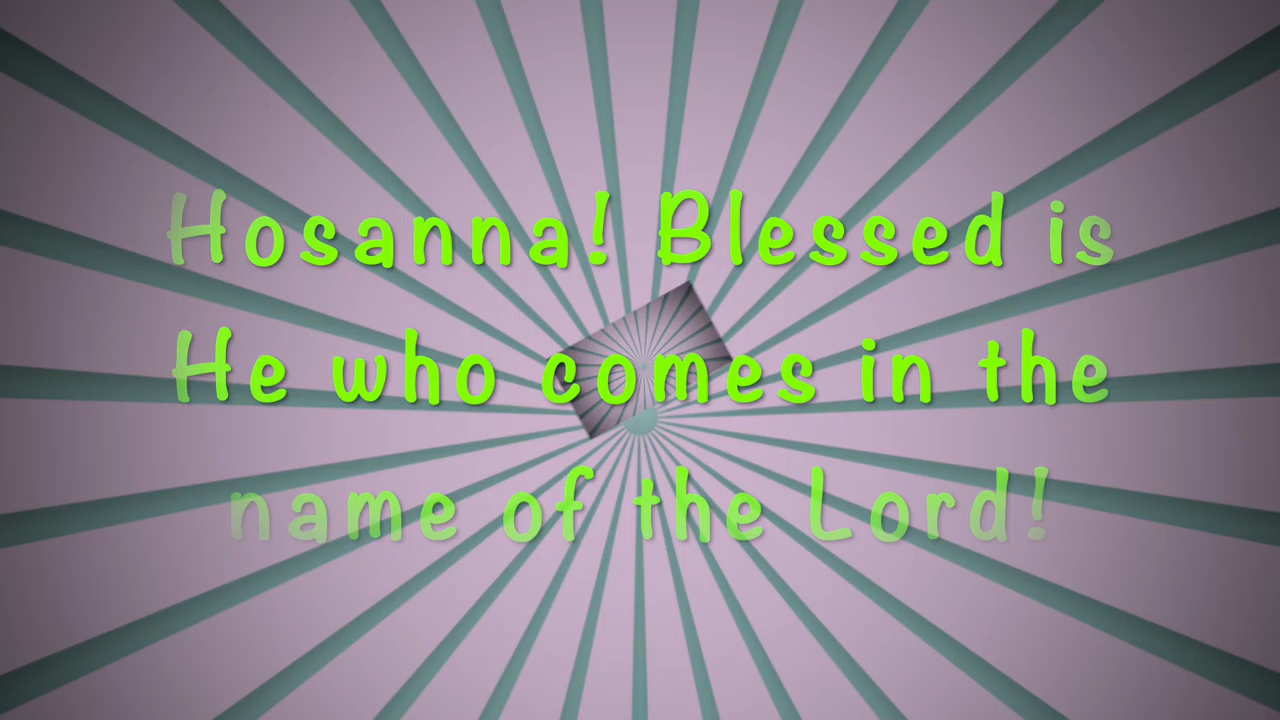 Hosanna! Blessed is
He who comes in the
name of the Lord!